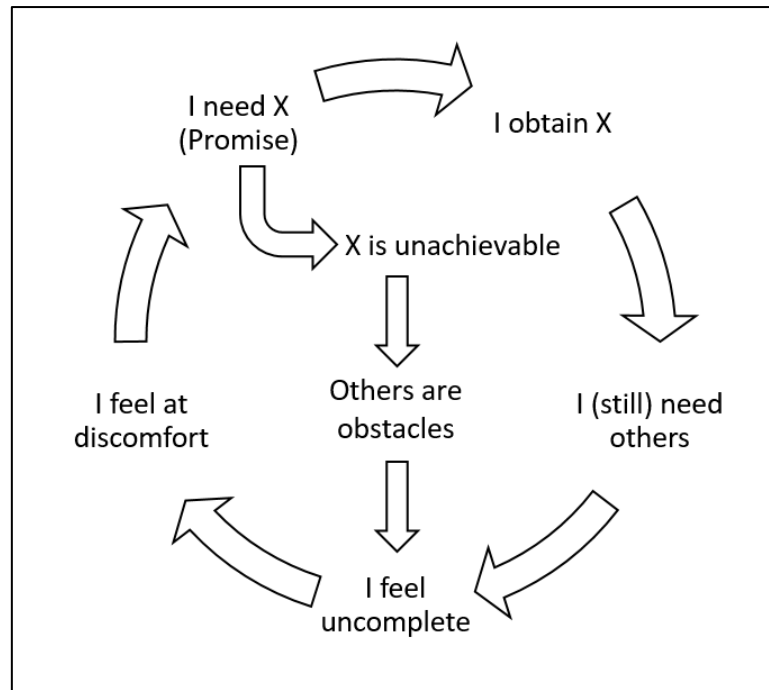 I need X
(Promise)
I obtain X
X is unachievable
I feel at
discomfort
Others are
obstacles
I (still) need
others
I feel
uncomplete